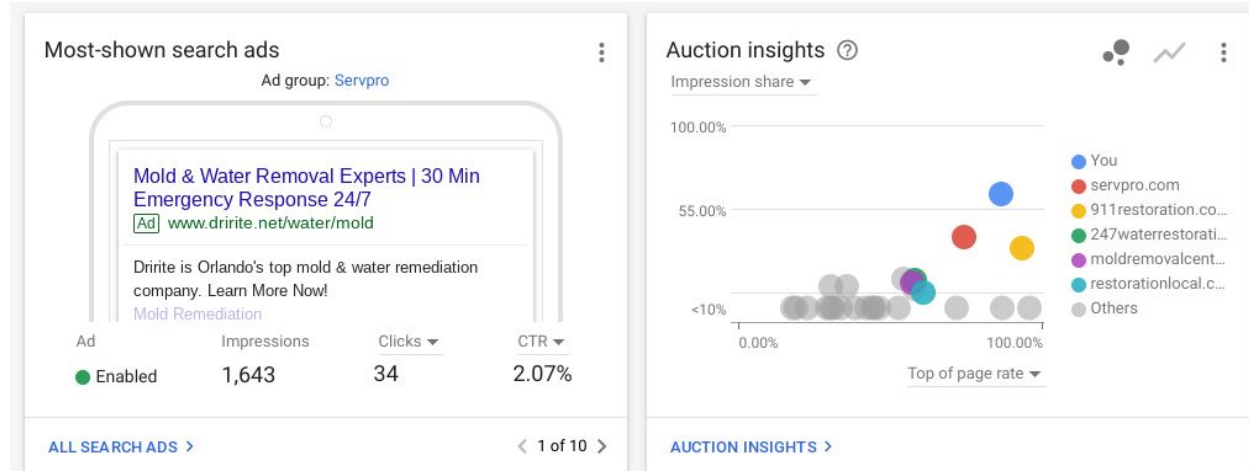 Most-shown search ads
Ad group: Servpro
Mold & Water Removal Experts | 30 Min
Emergency Response 24/7
Ad www.dririte.net/water/mold
Dririte is Orlando's top mold & water remediation
company. Learn More Now!
Mold Remediation
Ad Impressions Clicks CTR
Enabled 1,643 34 2.07%
ALL SEARCH ADS > < 1 of 10 >
Auction insights ?
Impression share
100.00%
55.00%
<10%
0.00% 100.00%
Top of page rate
You
servpro.com
911restoration.co...
247waterrestorati...
moldremovalcent...
restorationlocal.c...
Others
AUCTION INSIGHTS >